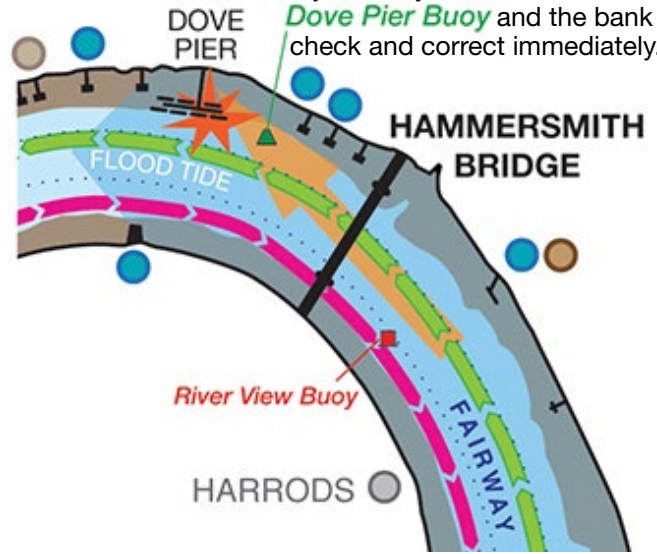 Dove Pier Buoy and the bank
check and correct immediately.
DOVE
PIER
HAMMERSMITH
BRIDGE
FLOOD TIDE
River View Buoy
FAIRWAY
HARRODS